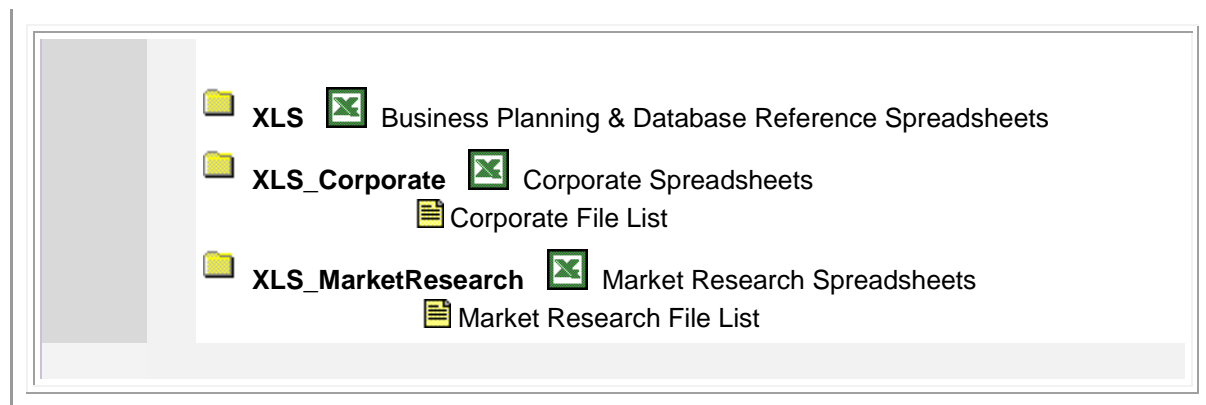 XLS Business Planning & Database Reference Spreadsheets
XLS_Corporate Corporate Spreadsheets
Corporate File List
XLS_MarketResearch Market Research Spreadsheets
Market Research File List